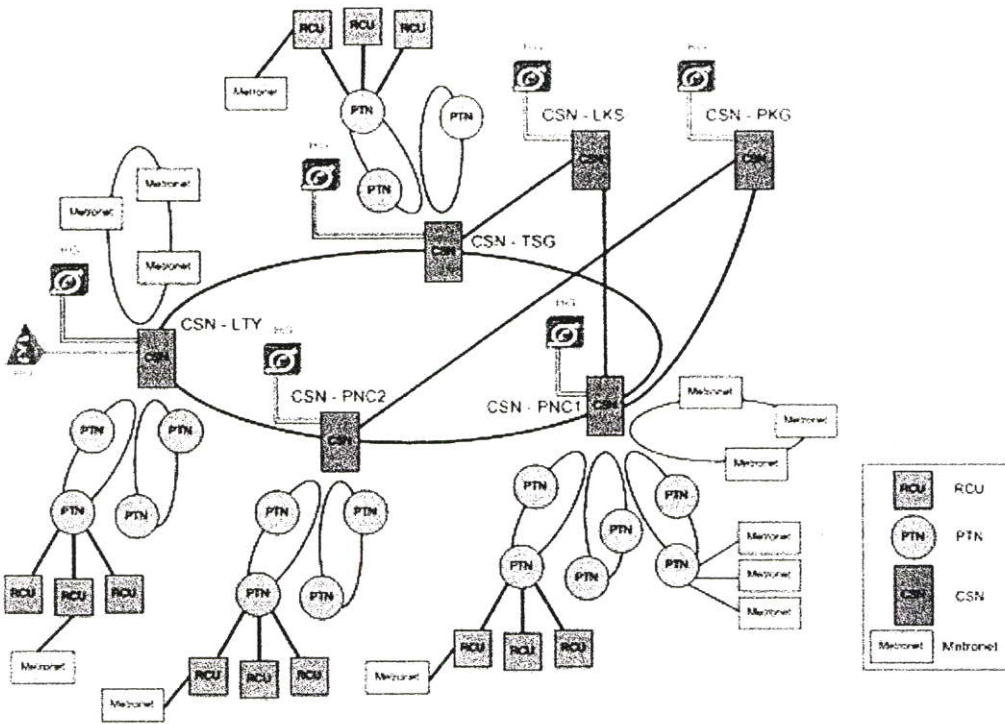 RCU
RCU
RCU
Metronet
PTN
PTN
PTN
CSN - LKS
CSN - PKG
CSN
CSN
Metronet
Metronet
Metronet
CSN
CSN - TSG
CSN - LTY
CSN
CSN - PNC2
CSN
CSN - PNC1
CSN
Metronet
Metronet
Metronet
PTN
PTN
PTN
PTN
RCU
RCU
RCU
Metronet
PTN
PTN
PTN
PTN
RCU
RCU
RCU
Metronet
PTN
PTN
PTN
PTN
PTN
PTN
Metronet
Metronet
Metronet
RCU
RCU
RCU
Metronet
RCU RCU
PTN PTN
CSN CSN
Metronet Metronet